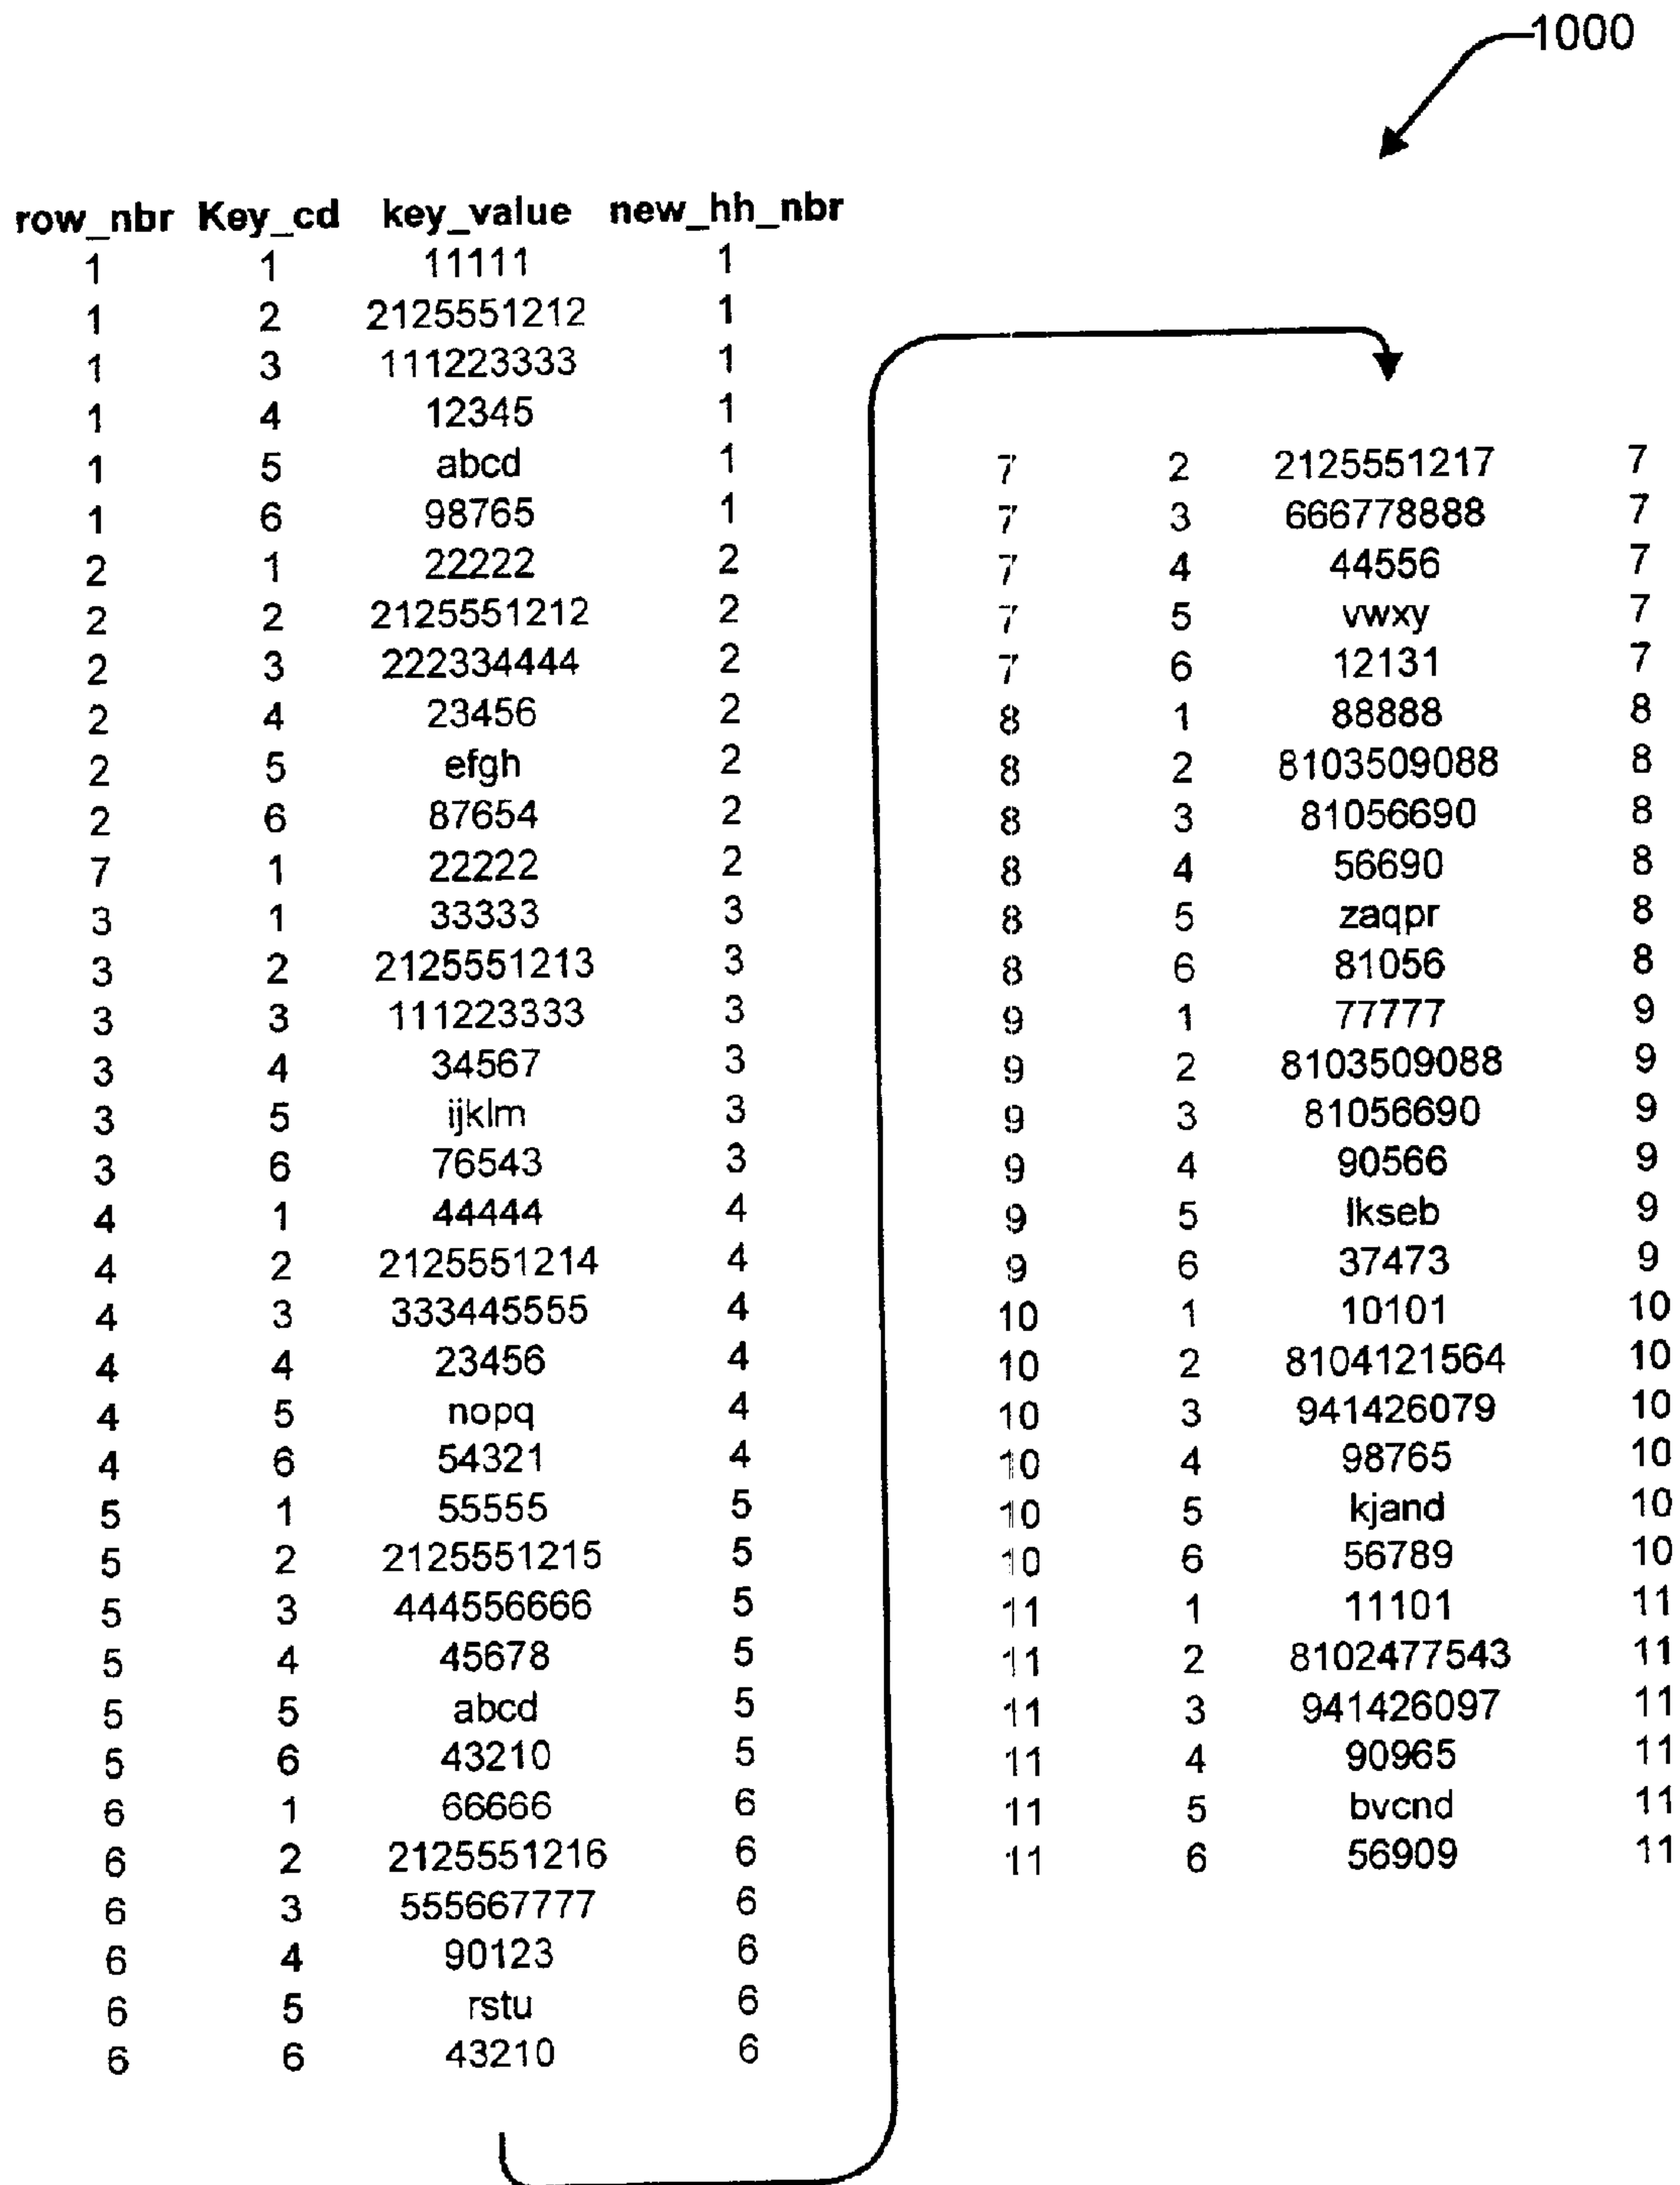 1000
row_nbr Key_cd key_value new_hh_nbr
1 1 11111 1
1 2 2125551212 1
1 3 111223333 1
1 4 12345 1
1 5 abcd 1
1 6 98765 1
2 1 22222 2
2 2 2125551212 2
2 3 222334444 2
2 4 23456 2
2 5 efgh 2
2 6 87654 2
7 1 22222 2
3 1 33333 3
3 2 2125551213 3
3 3 111223333 3
3 4 34567 3
3 5 ijklm 3
3 6 76543 3
4 1 44444 4
4 2 2125551214 4
4 3 333445555 4
4 4 23456 4
4 5 nopq 4
4 6 54321 4
5 1 55555 5
5 2 2125551215 5
5 3 444556666 5
5 4 45678 5
5 5 abcd 5
5 6 43210 5
6 1 66666 6
6 2 2125551216 6
6 3 555667777 6
6 4 90123 6
6 5 rstu 6
6 6 43210 6
7 2 2125551217 7
7 3 666778888 7
7 4 44556 7
7 5 vwxy 7
7 6 12131 7
8 1 88888 8
8 2 8103509088 8
8 3 81056690 8
8 4 56690 8
8 5 zaqpr 8
8 6 81056 8
9 1 77777 9
9 2 8103509088 9
9 3 81056690 9
9 4 90566 9
9 5 lkseb 9
9 6 37473 9
10 1 10101 10
10 2 8104121564 10
10 3 941426079 10
10 4 98765 10
10 5 kjand 10
10 6 56789 10
11 1 11101 11
11 2 8102477543 11
11 3 941426097 11
11 4 90965 11
11 5 bvcnd 11
11 6 56909 11